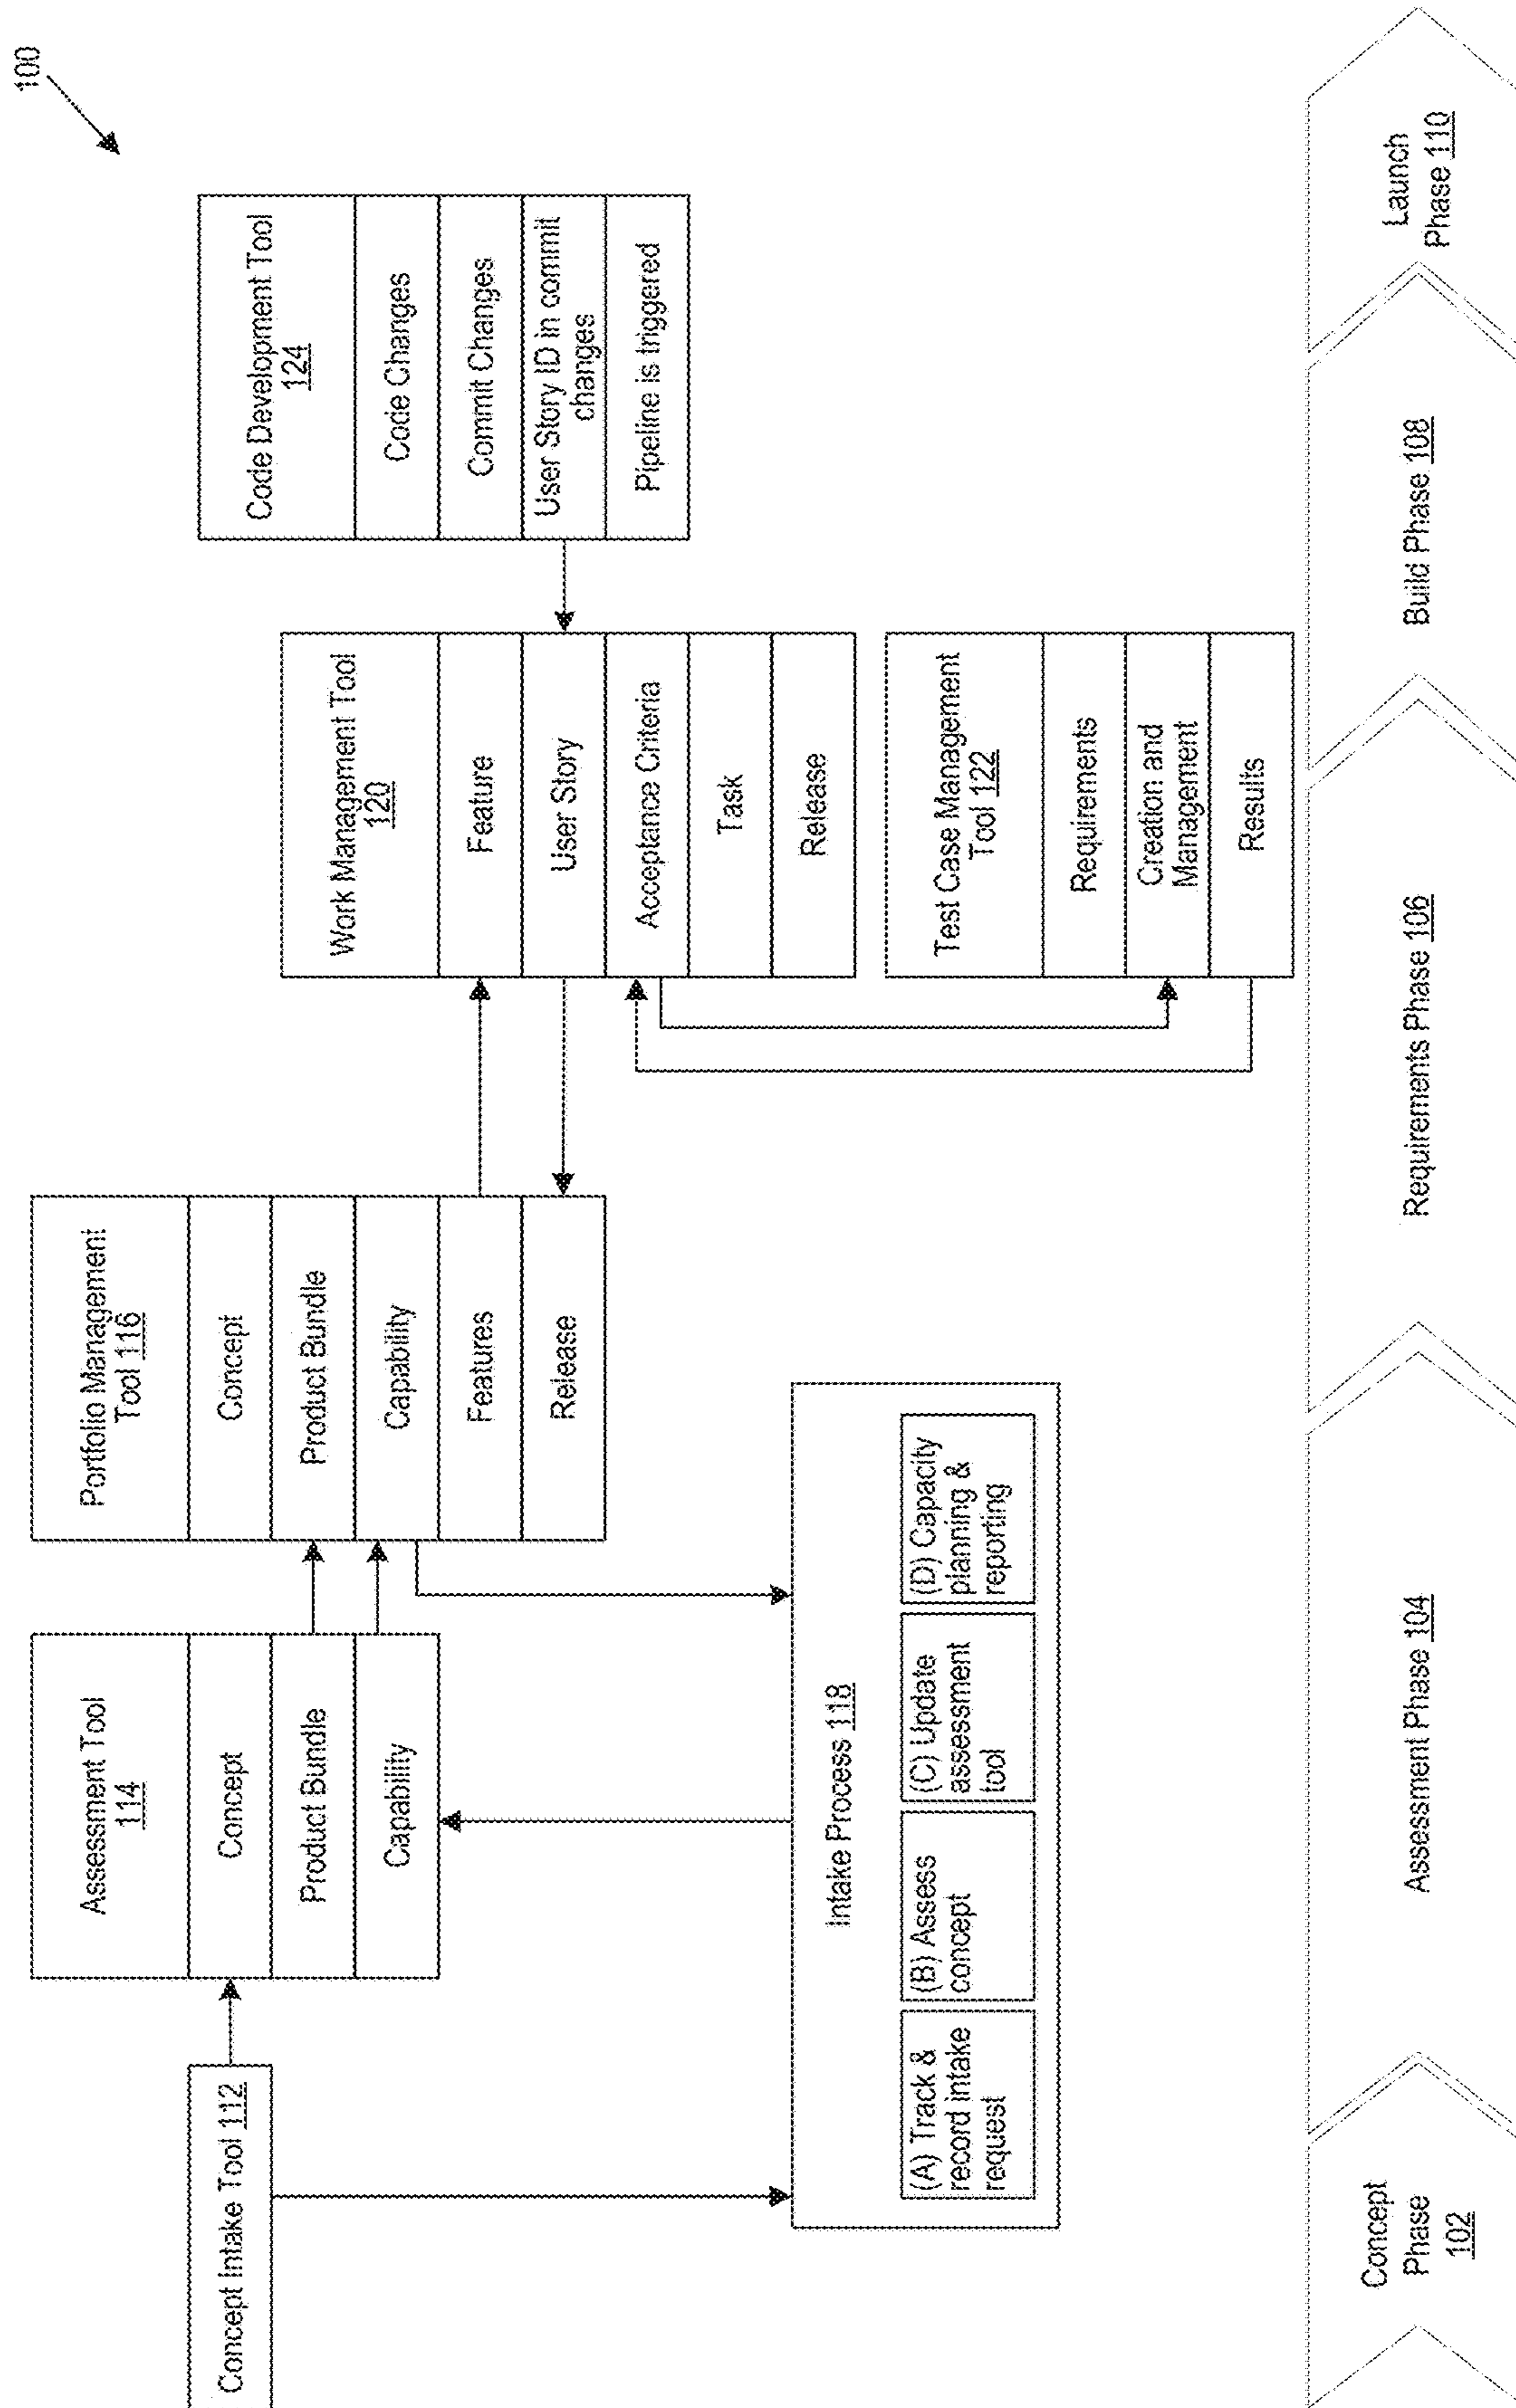 100
Concept Intake Tool 112
Assessment Tool
114
Concept
Product Bundle
Capability
Portfolio Management
Tool 116
Concept
Product Bundle
Capability
Features
Release
Intake Process 118
(A) Track &
record intake
request
(B) Assess
concept
(C) Update
assessment
tool
(D) Capacity
planning &
reporting
Work Management Tool
120
Feature
User Story
Acceptance Criteria
Task
Release
Test Case Management
Tool 122
Requirements
Creation and
Management
Results
Code Development Tool
124
Code Changes
Commit Changes
User Story ID in commit
changes
Pipeline is triggered
Concept
Phase
102
Assessment Phase 104
Requirements Phase 106
Build Phase 108
Launch
Phase 110